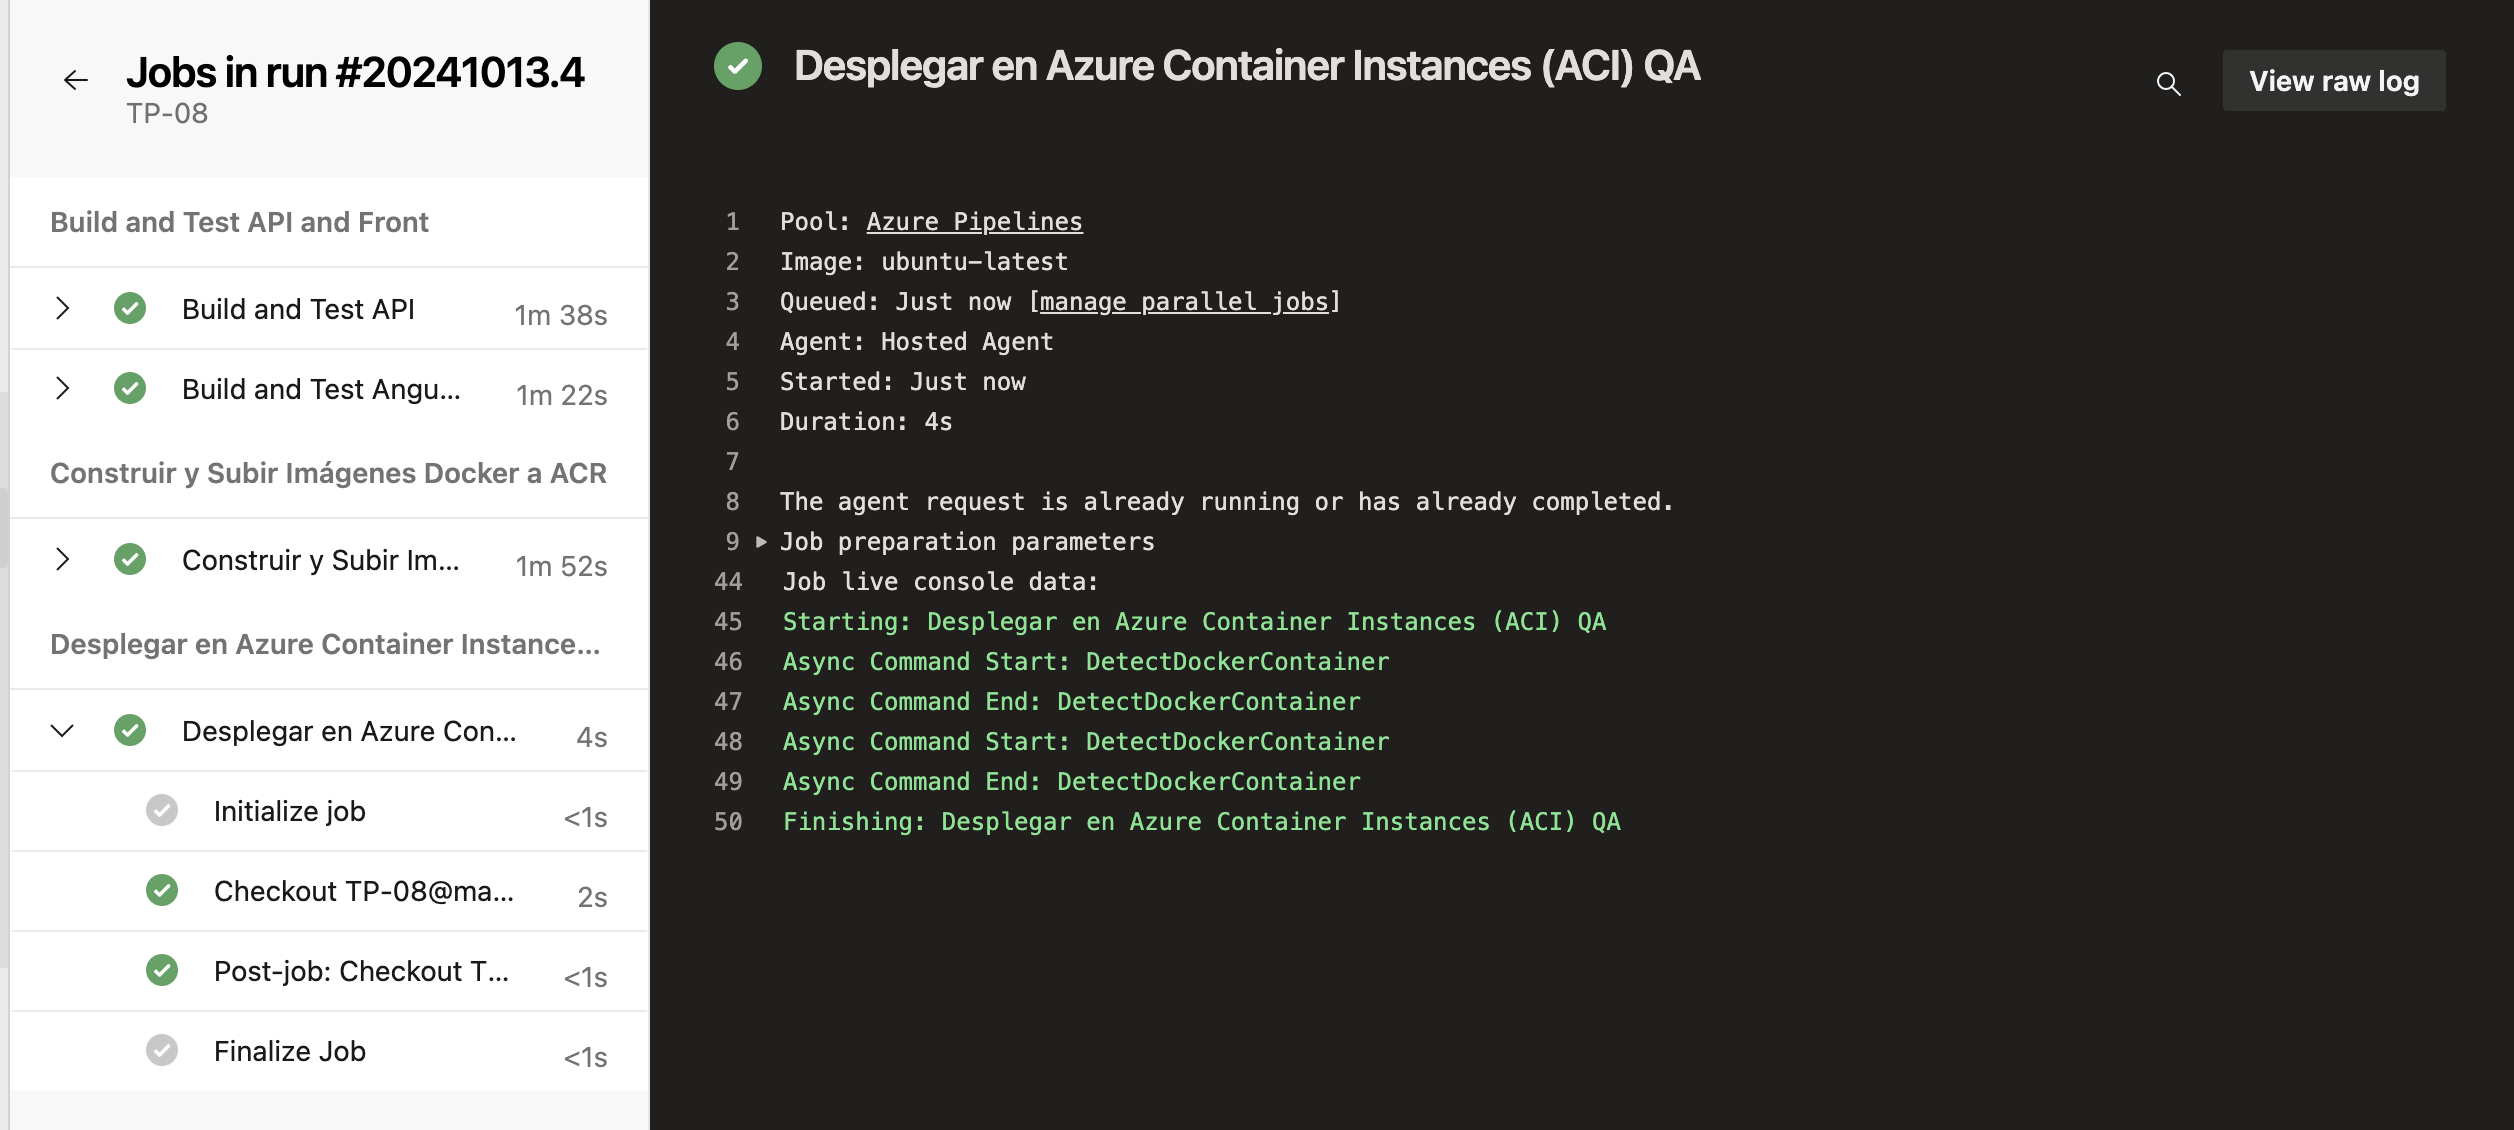 Jobs in run #20241013.4
TP-08
Build and Test API and Front
Build and Test API 1m 38s
Build and Test Angu... 1m 22s
Construir y Subir Imágenes Docker a ACR
Construir y Subir Im... 1m 52s
Desplegar en Azure Container Instance...
Desplegar en Azure Con... 4s
Initialize job <1s
Checkout TP-08@ma... 2s
Post-job: Checkout T... <1s
Finalize Job <1s
Desplegar en Azure Container Instances (ACI) QA
View raw log
1 Pool: Azure Pipelines
2 Image: ubuntu-latest
3 Queued: Just now [manage parallel jobs]
4 Agent: Hosted Agent
5 Started: Just now
6 Duration: 4s
7
8 The agent request is already running or has already completed.
9 Job preparation parameters
44 Job live console data:
45 Starting: Desplegar en Azure Container Instances (ACI) QA
46 Async Command Start: DetectDockerContainer
47 Async Command End: DetectDockerContainer
48 Async Command Start: DetectDockerContainer
49 Async Command End: DetectDockerContainer
50 Finishing: Desplegar en Azure Container Instances (ACI) QA